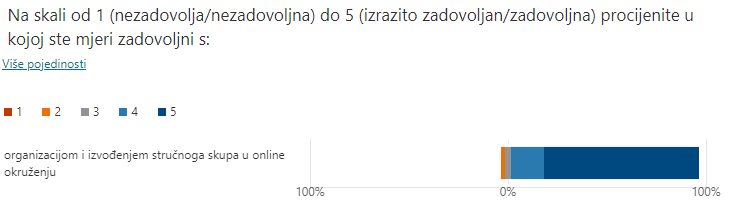 Na skali od 1 (nezadovolja/nezadovoljna) do 5 (izrazito zadovoljan/zadovoljna) procijenite u
kojoj ste mjeri zadovoljni s:
Više pojedinosti
1 2 3 4 5
organizacijom i izvođenjem stručnoga skupa u online
okruženju
100% 0% 100%